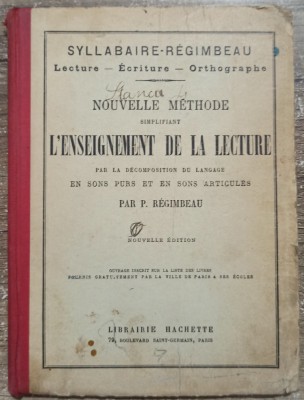 SYLLABAIRE-RÉGIMBEAU
Lecture — Écriture — Orthographe
NOUVELLE MÉTHODE
SIMPLIFIANT
L'ENSEIGNEMENT DE LA LECTURE
PAR LA DÉCOMPOSITION DU LANGAGE
EN SONS PURS ET EN SONS ARTICULÉS
PAR P. RÉGIMBEAU
NOUVELLE ÉDITION
OUVRAGE INSCRIT SUR LA LISTE DES LIVRES
FOURNIS GRATUITEMENT PAR LA VILLE DE PARIS A SES ÉCOLES
LIBRAIRIE HACHETTE
79, BOULEVARD SAINT-GERMAIN, PARIS